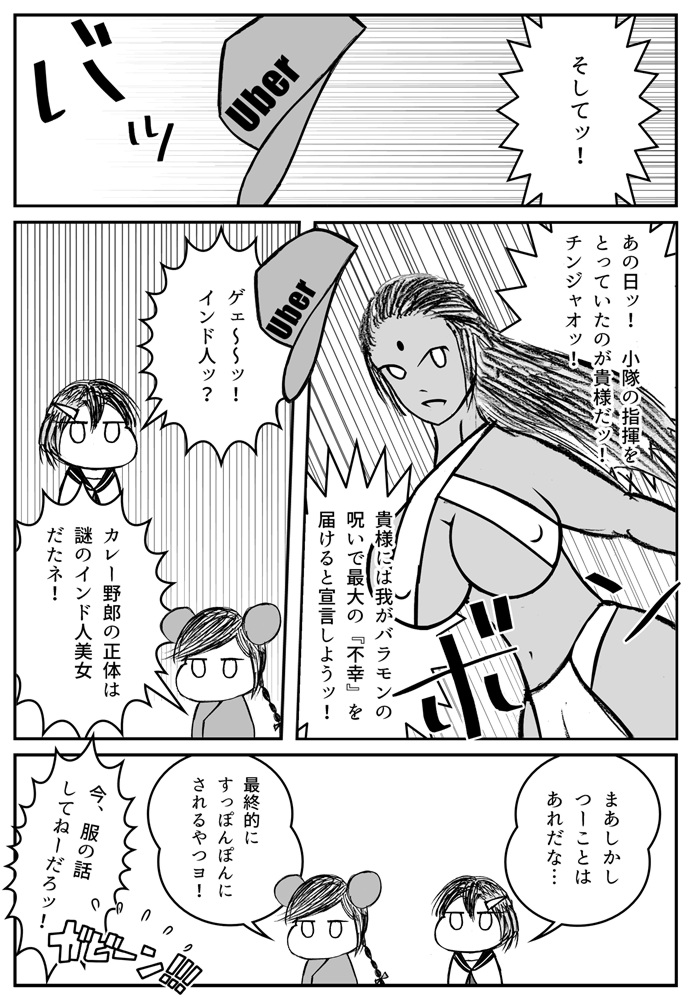 そしてッ！
Uber
バッ
あの日ッ！　小隊の指揮を
とっていたのが貴様だッ！
チンジャオッ！
貴様には我がバラモンの
呪いで最大の『不幸』を
届けると宣言しようッ！
ボン
Uber
ゲェ～～ッ！
インド人ッ？
カレー野郎の正体は
謎のインド人美女
だたネ！
まあしかし
つーことは
あれだな…
最終的に
すっぽんぽんに
されるやつヨ！
今、服の話
してねーだろッ！
ガビーン!!!!